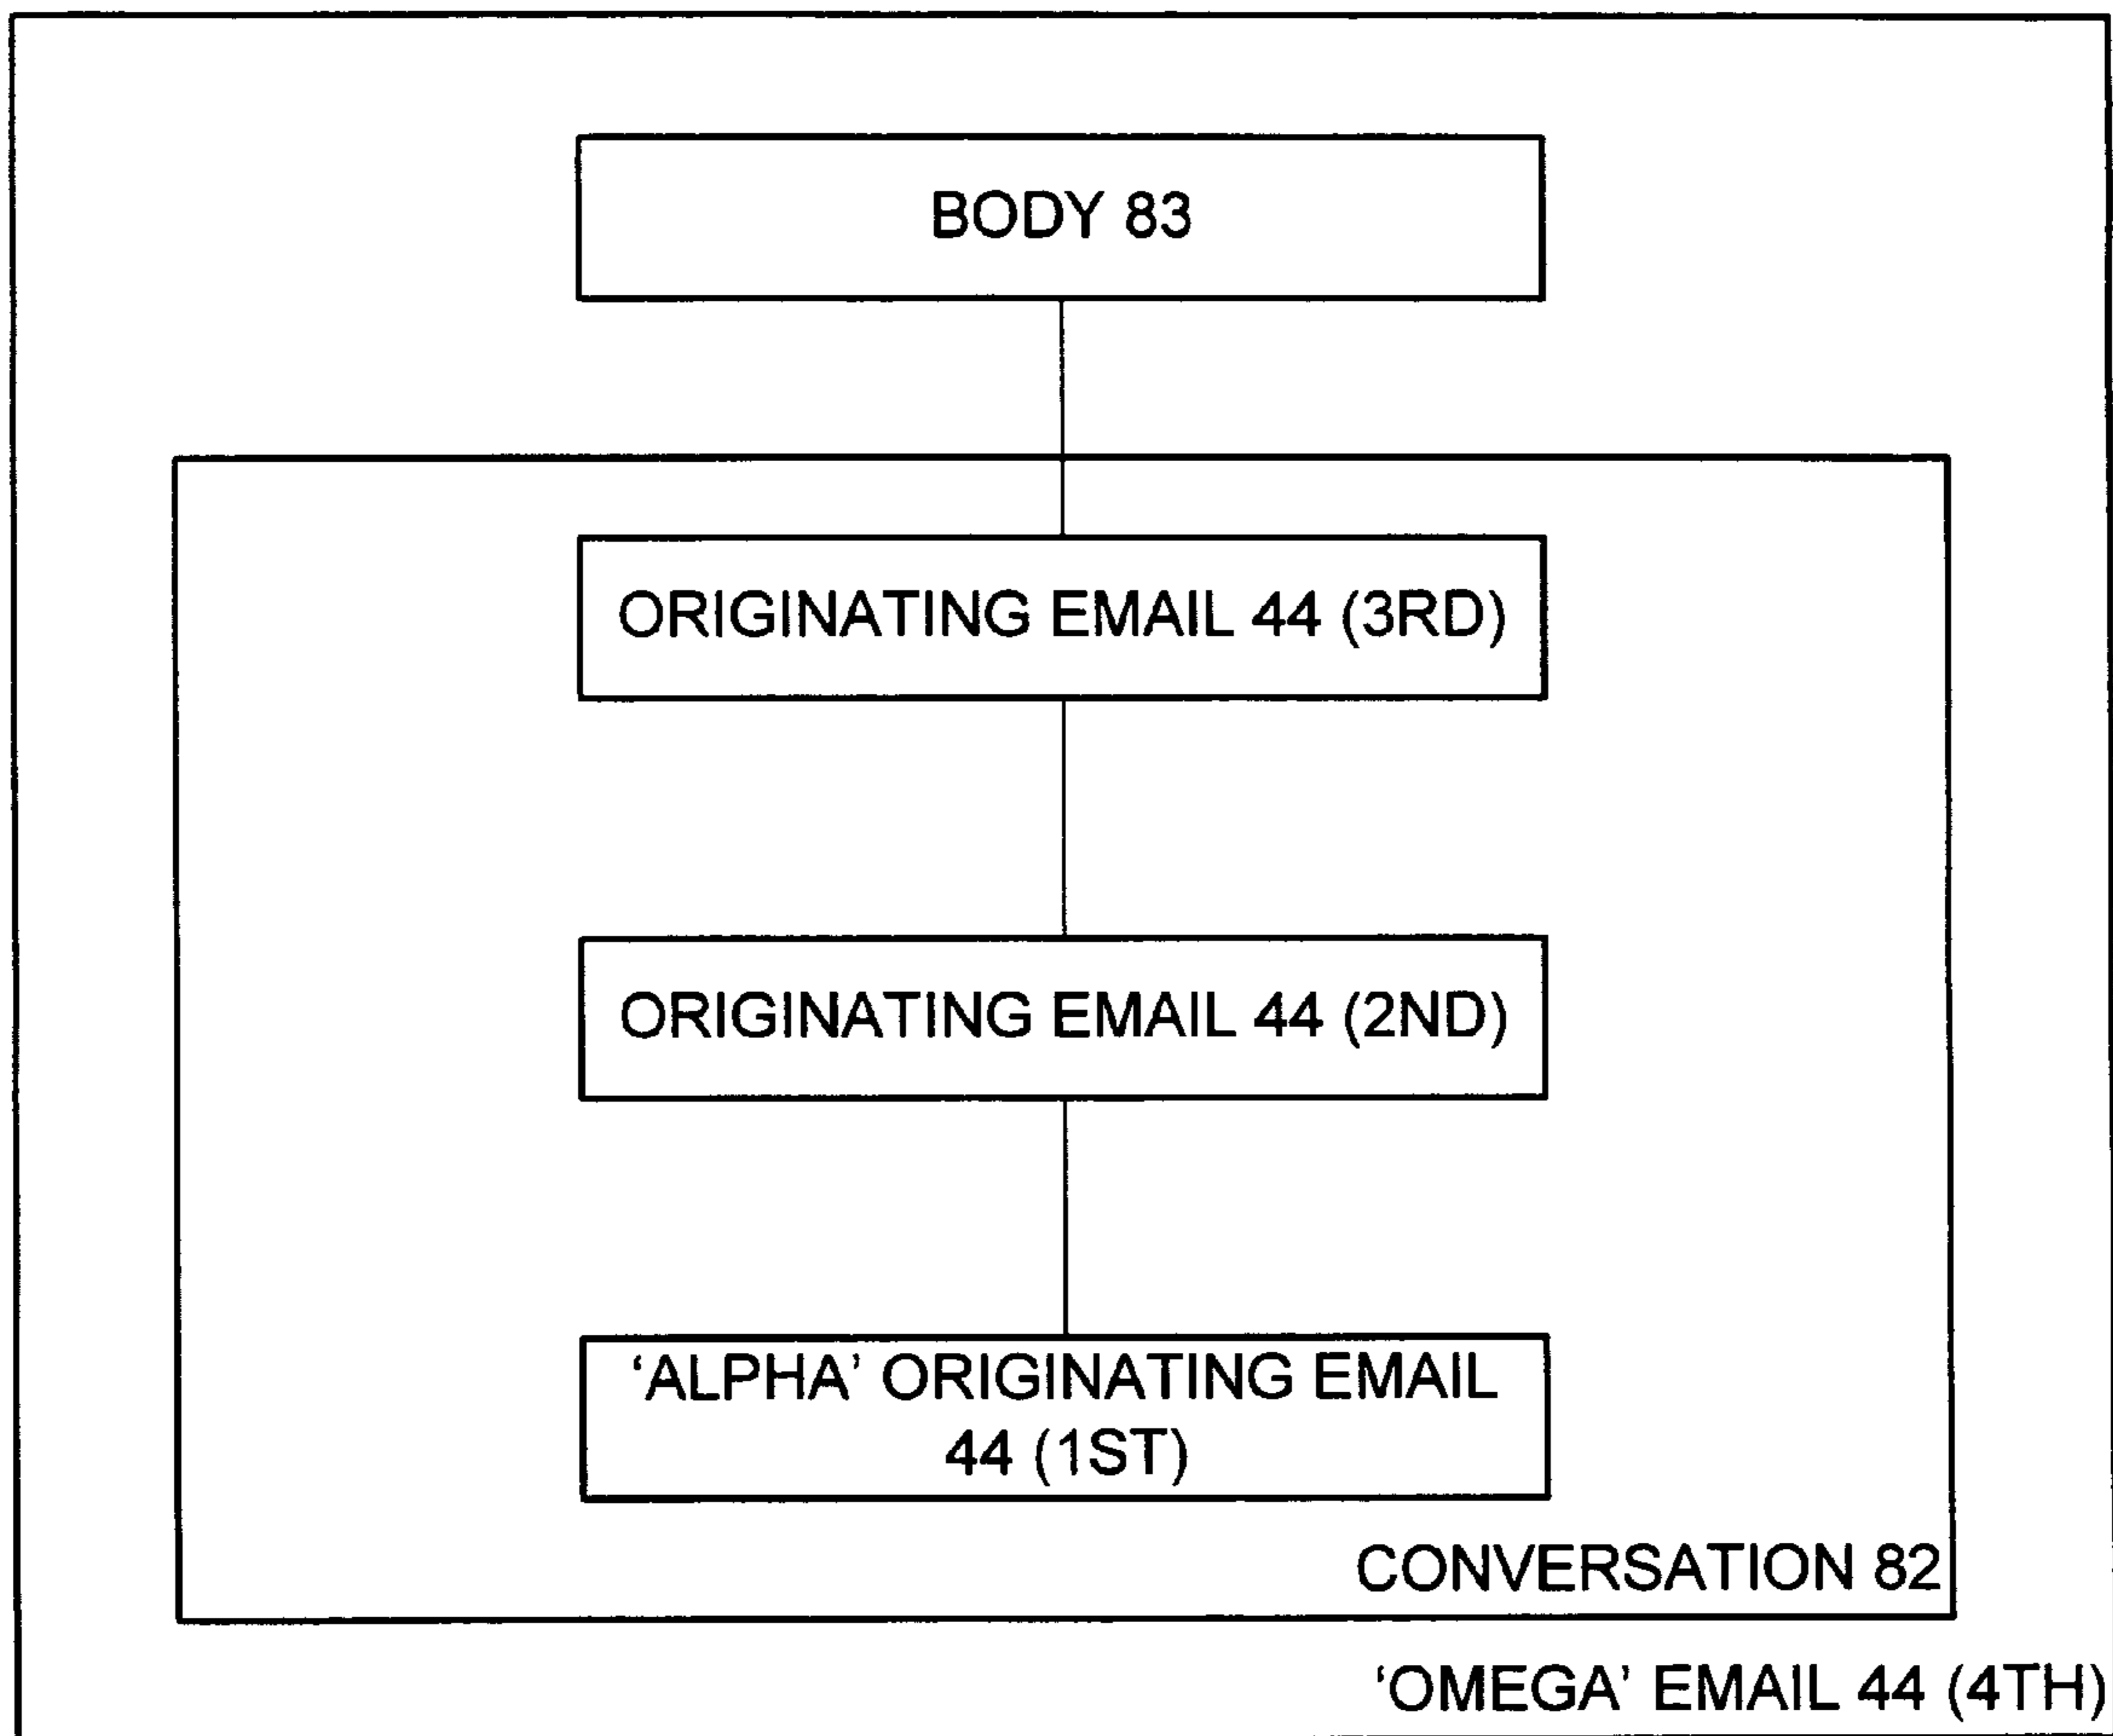 BODY 83
ORIGINATING EMAIL 44 (3RD)
ORIGINATING EMAIL 44 (2ND)
‘ALPHA’ ORIGINATING EMAIL
44 (1ST)
CONVERSATION 82
‘OMEGA’ EMAIL 44 (4TH)